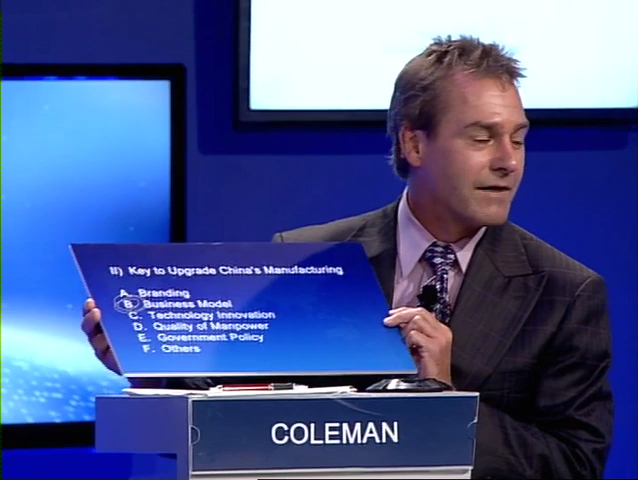 II) Key to Upgrade China's Manufacturing
A. Branding
B. Business Model
C. Technology Innovation
D. Quality of Manpower
E. Government Policy
F. Others
COLEMAN